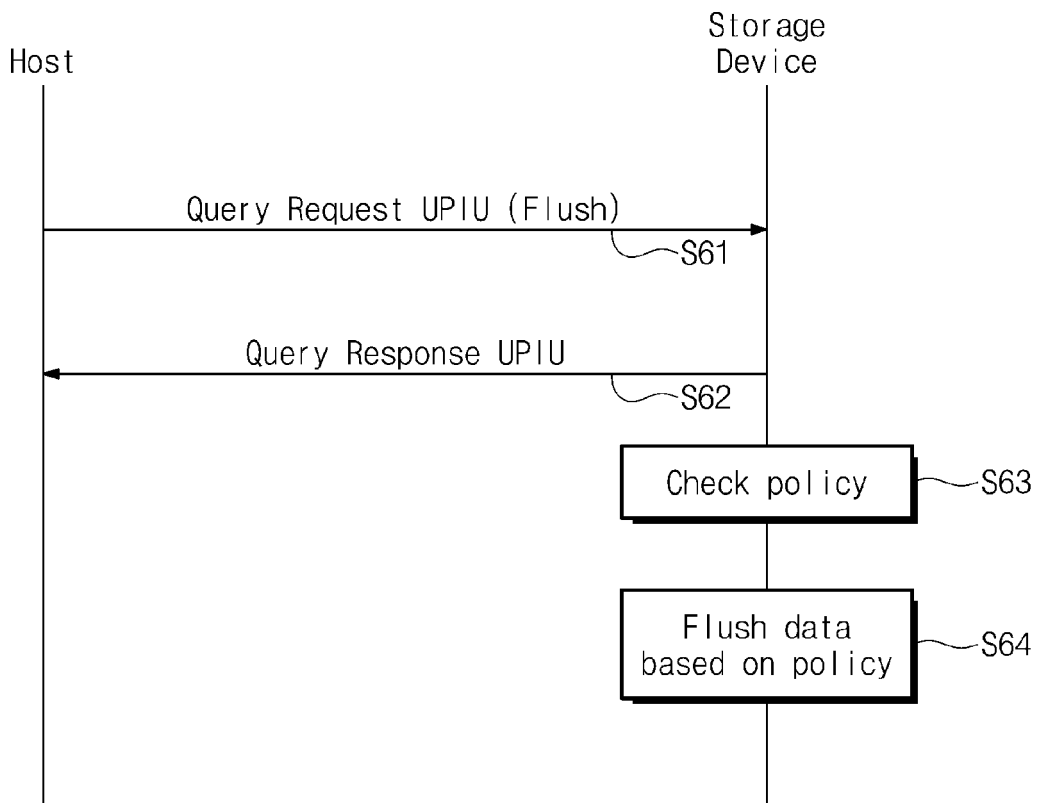 Host
Storage
Device
Query Request UPIU (Flush)
S61
Query Response UPIU
S62
Check policy
S63
Flush data
based on policy
S64